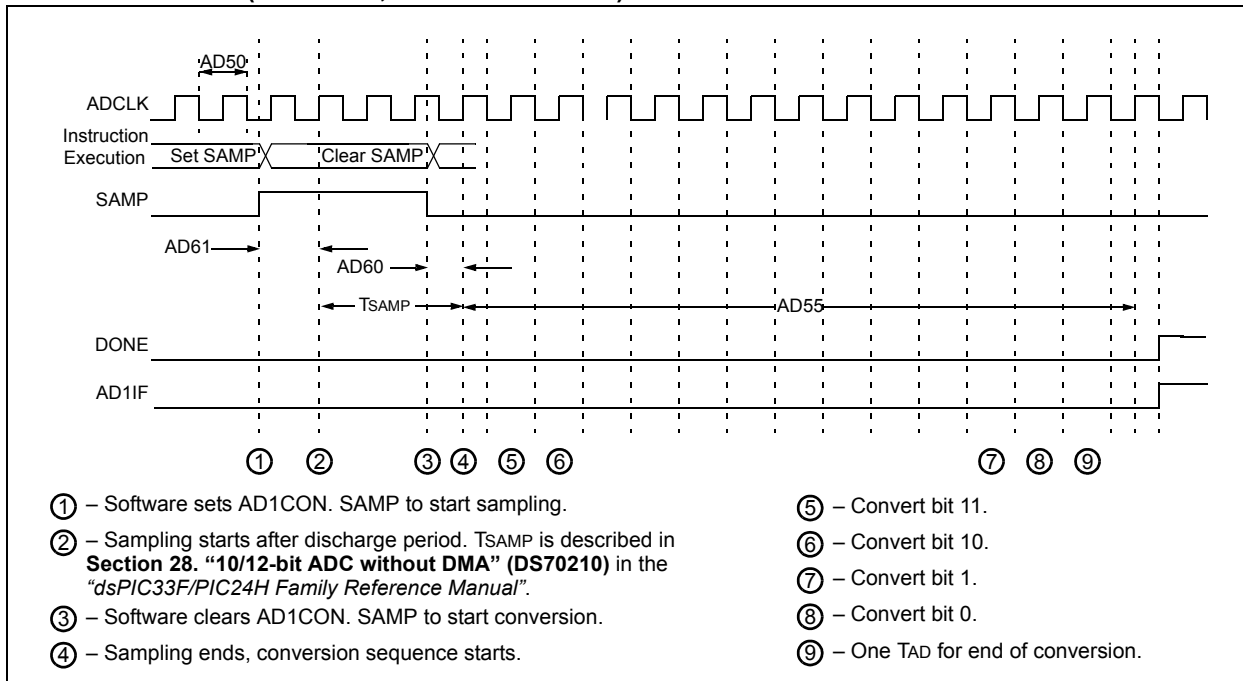 AD50
ADCLK
Instruction
Execution
Set SAMP
Clear SAMP
SAMP
AD61
AD60
TSAMP
AD55
DONE
AD1IF
1 2 3 4 5 6 7 8 9
1 – Software sets AD1CON. SAMP to start sampling.
2 – Sampling starts after discharge period. TSAMP is described in
Section 28. “10/12-bit ADC without DMA” (DS70210) in the
“dsPIC33F/PIC24H Family Reference Manual”.
3 – Software clears AD1CON. SAMP to start conversion.
4 – Sampling ends, conversion sequence starts.
5 – Convert bit 11.
6 – Convert bit 10.
7 – Convert bit 1.
8 – Convert bit 0.
9 – One TAD for end of conversion.